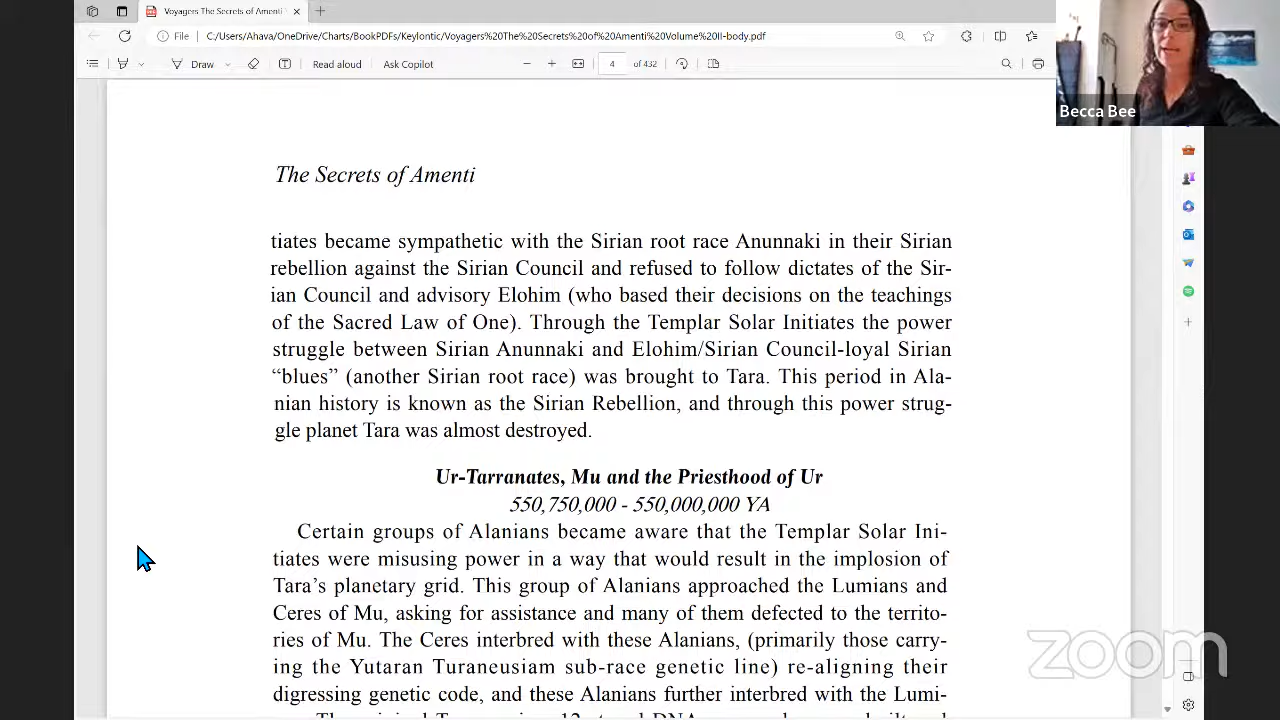 Voyagers The Secrets of Amenti
File C:/Users/Ahava/OneDrive/Charts/BookPDFs/Keylontic/Voyagers%20The%20Secrets%20of%20Amenti%20Volume%20II-body.pdf
Draw Read aloud Ask Copilot 4 of 432
Becca Bee
The Secrets of Amenti
tiates became sympathetic with the Sirian root race Anunnaki in their Sirian
rebellion against the Sirian Council and refused to follow dictates of the Sir-
ian Council and advisory Elohim (who based their decisions on the teachings
of the Sacred Law of One). Through the Templar Solar Initiates the power
struggle between Sirian Anunnaki and Elohim/Sirian Council-loyal Sirian
“blues” (another Sirian root race) was brought to Tara. This period in Ala-
nian history is known as the Sirian Rebellion, and through this power strug-
gle planet Tara was almost destroyed.
Ur-Tarranates, Mu and the Priesthood of Ur
550,750,000 - 550,000,000 YA
Certain groups of Alanians became aware that the Templar Solar Ini-
tiates were misusing power in a way that would result in the implosion of
Tara’s planetary grid. This group of Alanians approached the Lumians and
Ceres of Mu, asking for assistance and many of them defected to the territo-
ries of Mu. The Ceres interbred with these Alanians, (primarily those carry-
ing the Yutaran Turaneusiam sub-race genetic line) re-aligning their
digressing genetic code, and these Alanians further interbred with the Lumi-
zoom